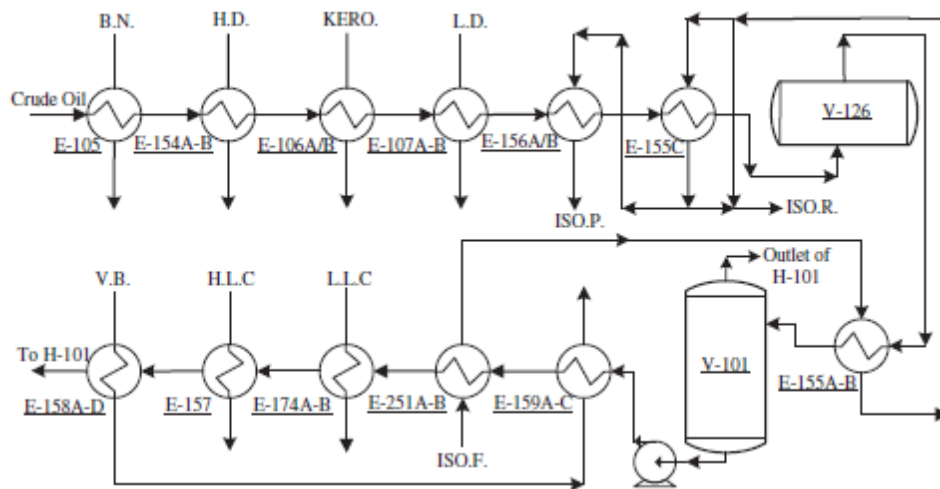 B.N.
H.D.
KERO.
L.D.
Crude Oil
V-126
E-105
E-154A-B
E-106A/B
E-107A-B
E-156A/B
E-155C
ISO.P.
ISO.R.
V.B.
H.L.C
L.L.C
Outlet of
H-101
To H-101
V-101
E-155A-B
E-158A-D
E-157
E-174A-B
E-251A-B
E-159A-C
ISO.F.